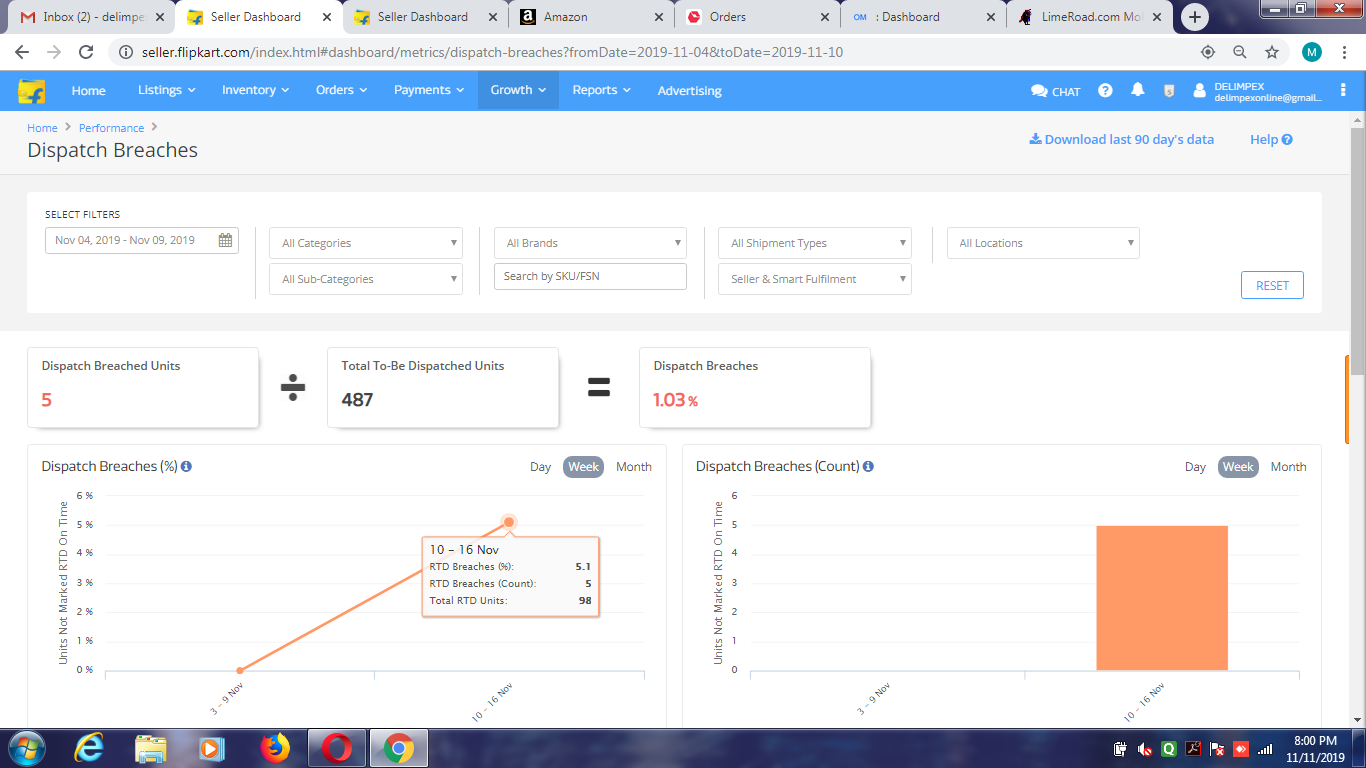 Inbox (2) - delimpe
Seller Dashboard
Seller Dashboard
Amazon
Orders
OM : Dashboard
LimeRoad.com Mo
seller.flipkart.com/index.html#dashboard/metrics/dispatch-breaches?fromDate=2019-11-04&toDate=2019-11-10
M
Home
Listings
Inventory
Orders
Payments
Growth
Reports
Advertising
CHAT
DELIMPEX
delimpexonline@gmail...
Home > Performance >
Dispatch Breaches
Download last 90 day's data
Help
SELECT FILTERS
Nov 04, 2019 - Nov 09, 2019
All Categories
All Brands
All Shipment Types
All Locations
All Sub-Categories
Search by SKU/FSN
Seller & Smart Fulfilment
RESET
Dispatch Breached Units
5
÷
Total To-Be Dispatched Units
487
=
Dispatch Breaches
1.03 %
Dispatch Breaches (%)
Day Week Month
Units Not Marked RTD On Time
6 %
5 %
4 %
3 %
2 %
1 %
0 %
10 - 16 Nov
RTD Breaches (%): 5.1
RTD Breaches (Count): 5
Total RTD Units: 98
3 - 9 Nov
10 - 16 Nov
Dispatch Breaches (Count)
Day Week Month
Units Not Marked RTD On Time
6
5
4
3
2
1
0
3 - 9 Nov
10 - 16 Nov
8:00 PM
11/11/2019